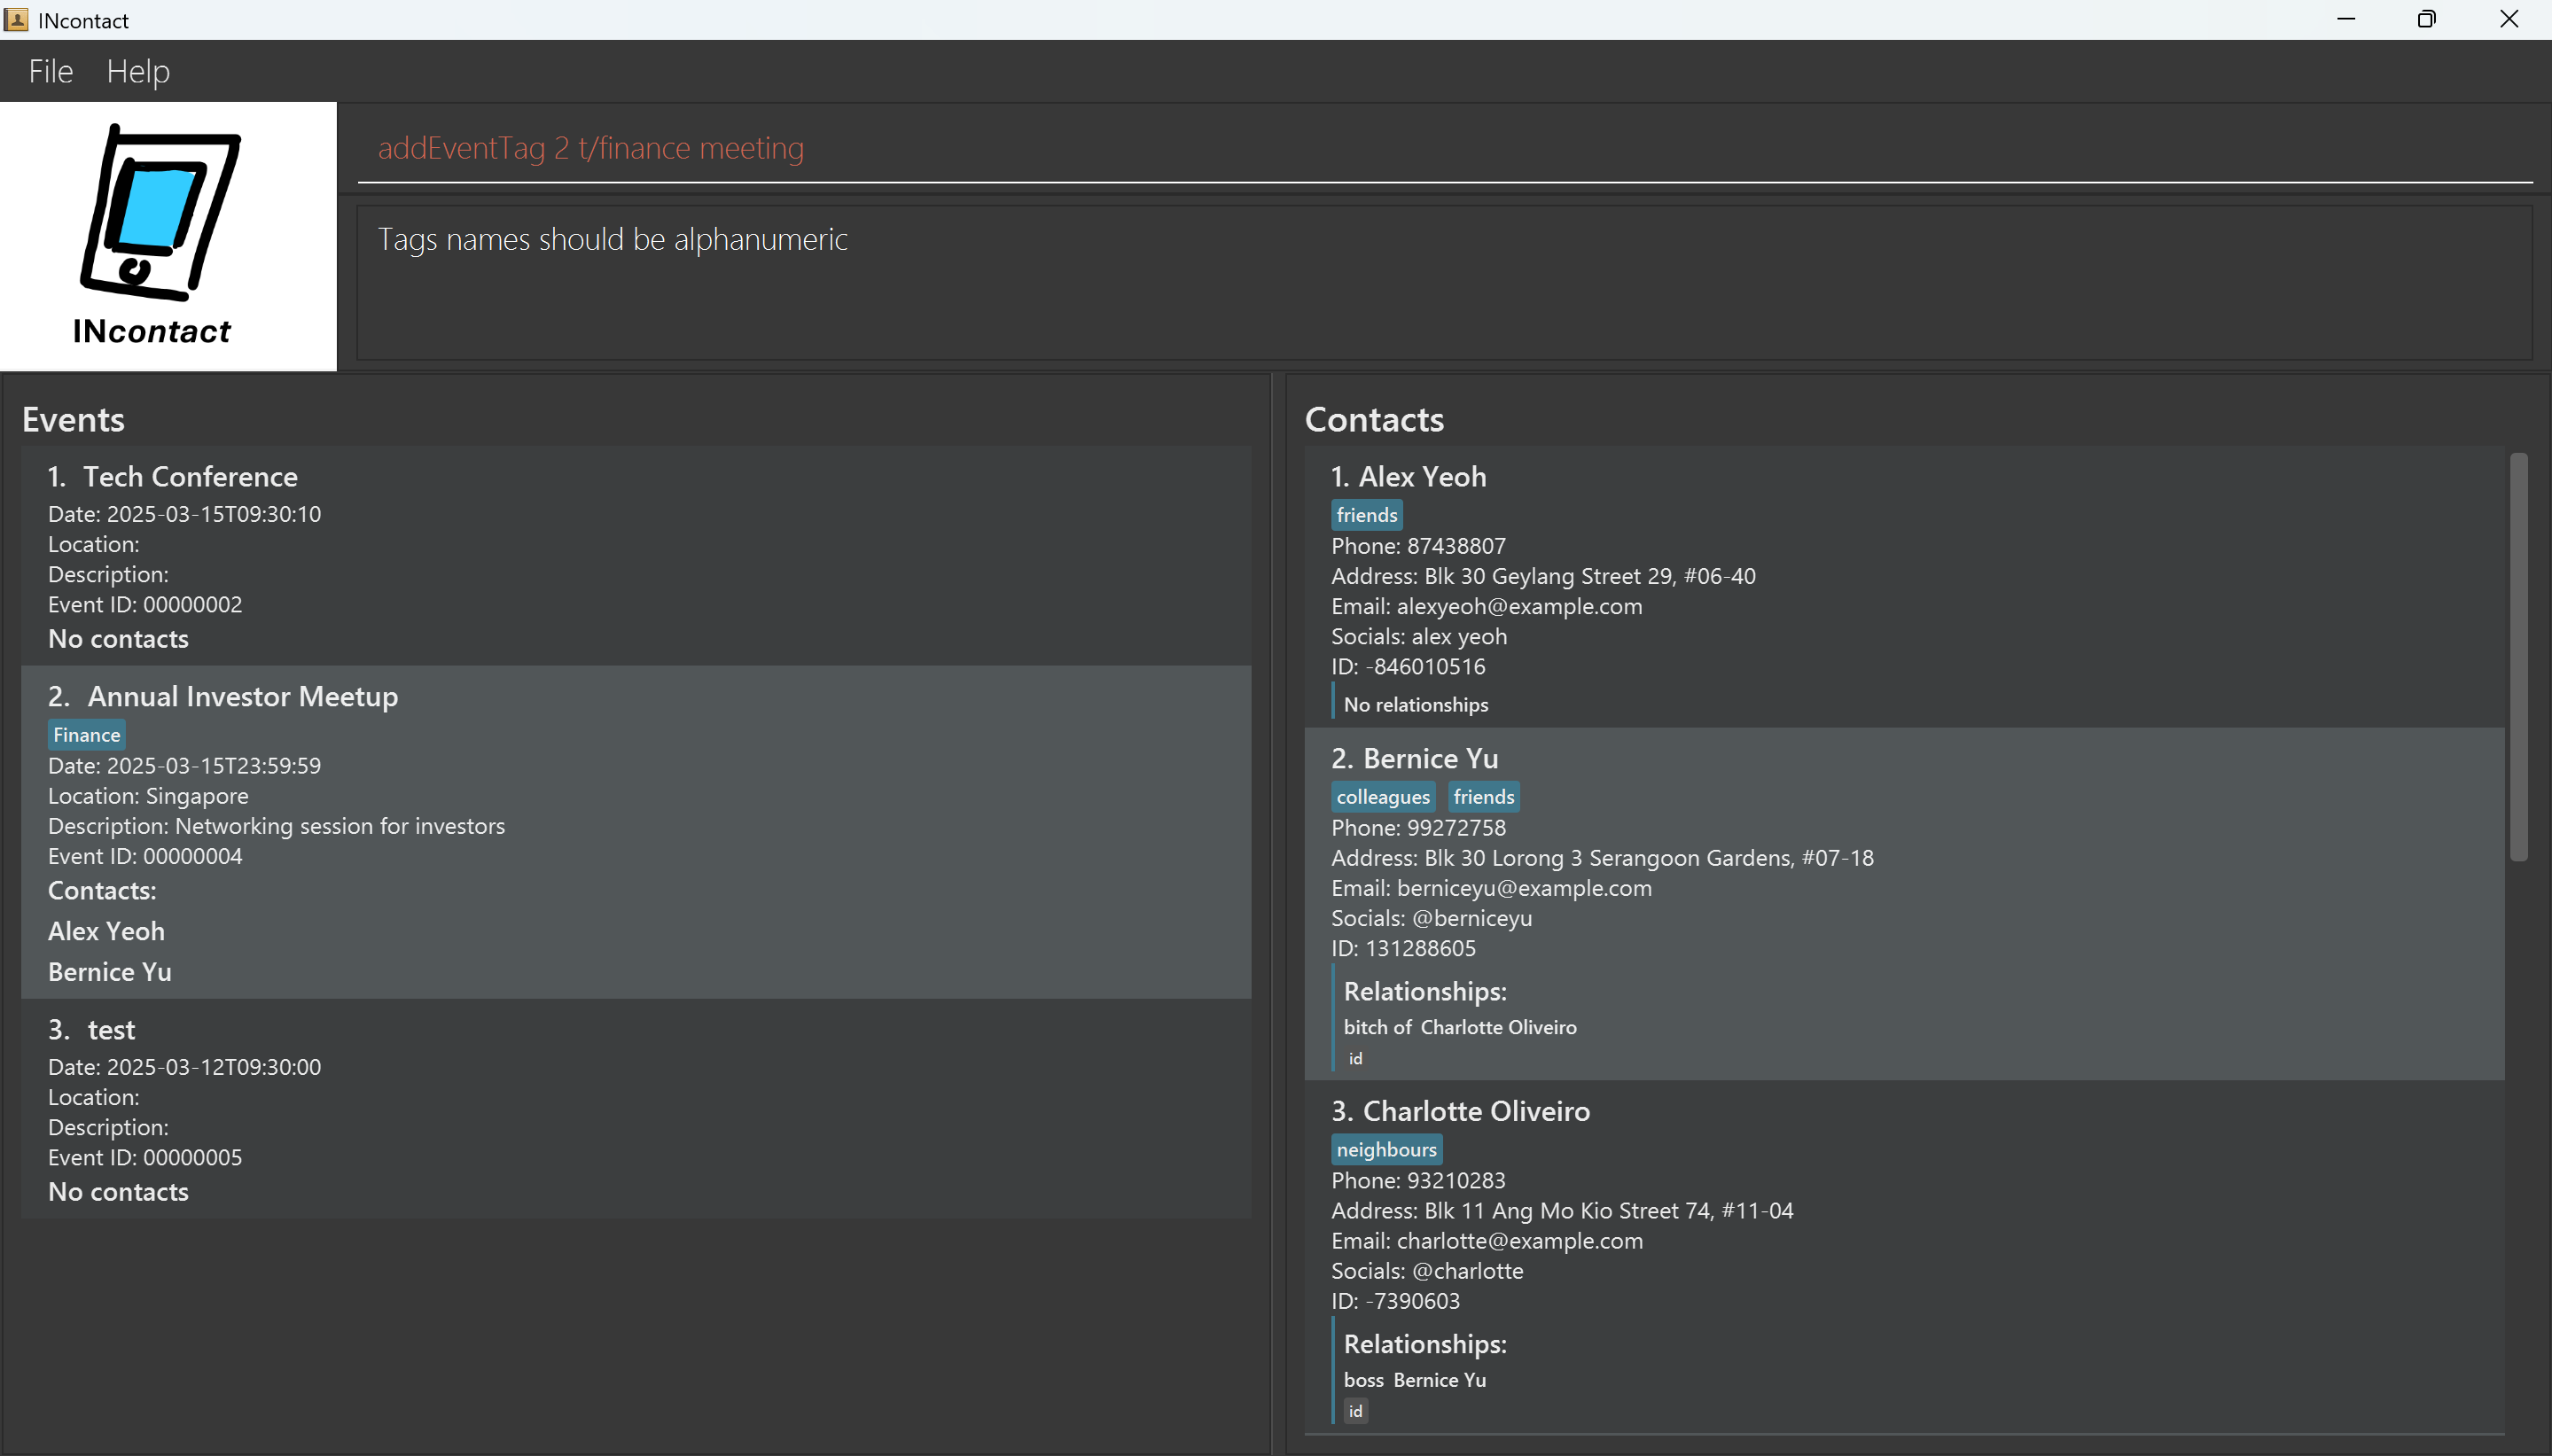 INcontact
File Help
INcontact
addEventTag 2 t/finance meeting
Tags names should be alphanumeric
Events
1. Tech Conference
Date: 2025-03-15T09:30:10
Location:
Description:
Event ID: 00000002
No contacts
2. Annual Investor Meetup
Finance
Date: 2025-03-15T23:59:59
Location: Singapore
Description: Networking session for investors
Event ID: 00000004
Contacts:
Alex Yeoh
Bernice Yu
3. test
Date: 2025-03-12T09:30:00
Location:
Description:
Event ID: 00000005
No contacts
Contacts
1. Alex Yeoh
friends
Phone: 87438807
Address: Blk 30 Geylang Street 29, #06-40
Email: alexyeoh@example.com
Socials: alex yeoh
ID: -846010516
No relationships
2. Bernice Yu
colleagues friends
Phone: 99272758
Address: Blk 30 Lorong 3 Serangoon Gardens, #07-18
Email: berniceyu@example.com
Socials: @berniceyu
ID: 131288605
Relationships:
bitch of Charlotte Oliveiro
id
3. Charlotte Oliveiro
neighbours
Phone: 93210283
Address: Blk 11 Ang Mo Kio Street 74, #11-04
Email: charlotte@example.com
Socials: @charlotte
ID: -7390603
Relationships:
boss Bernice Yu
id